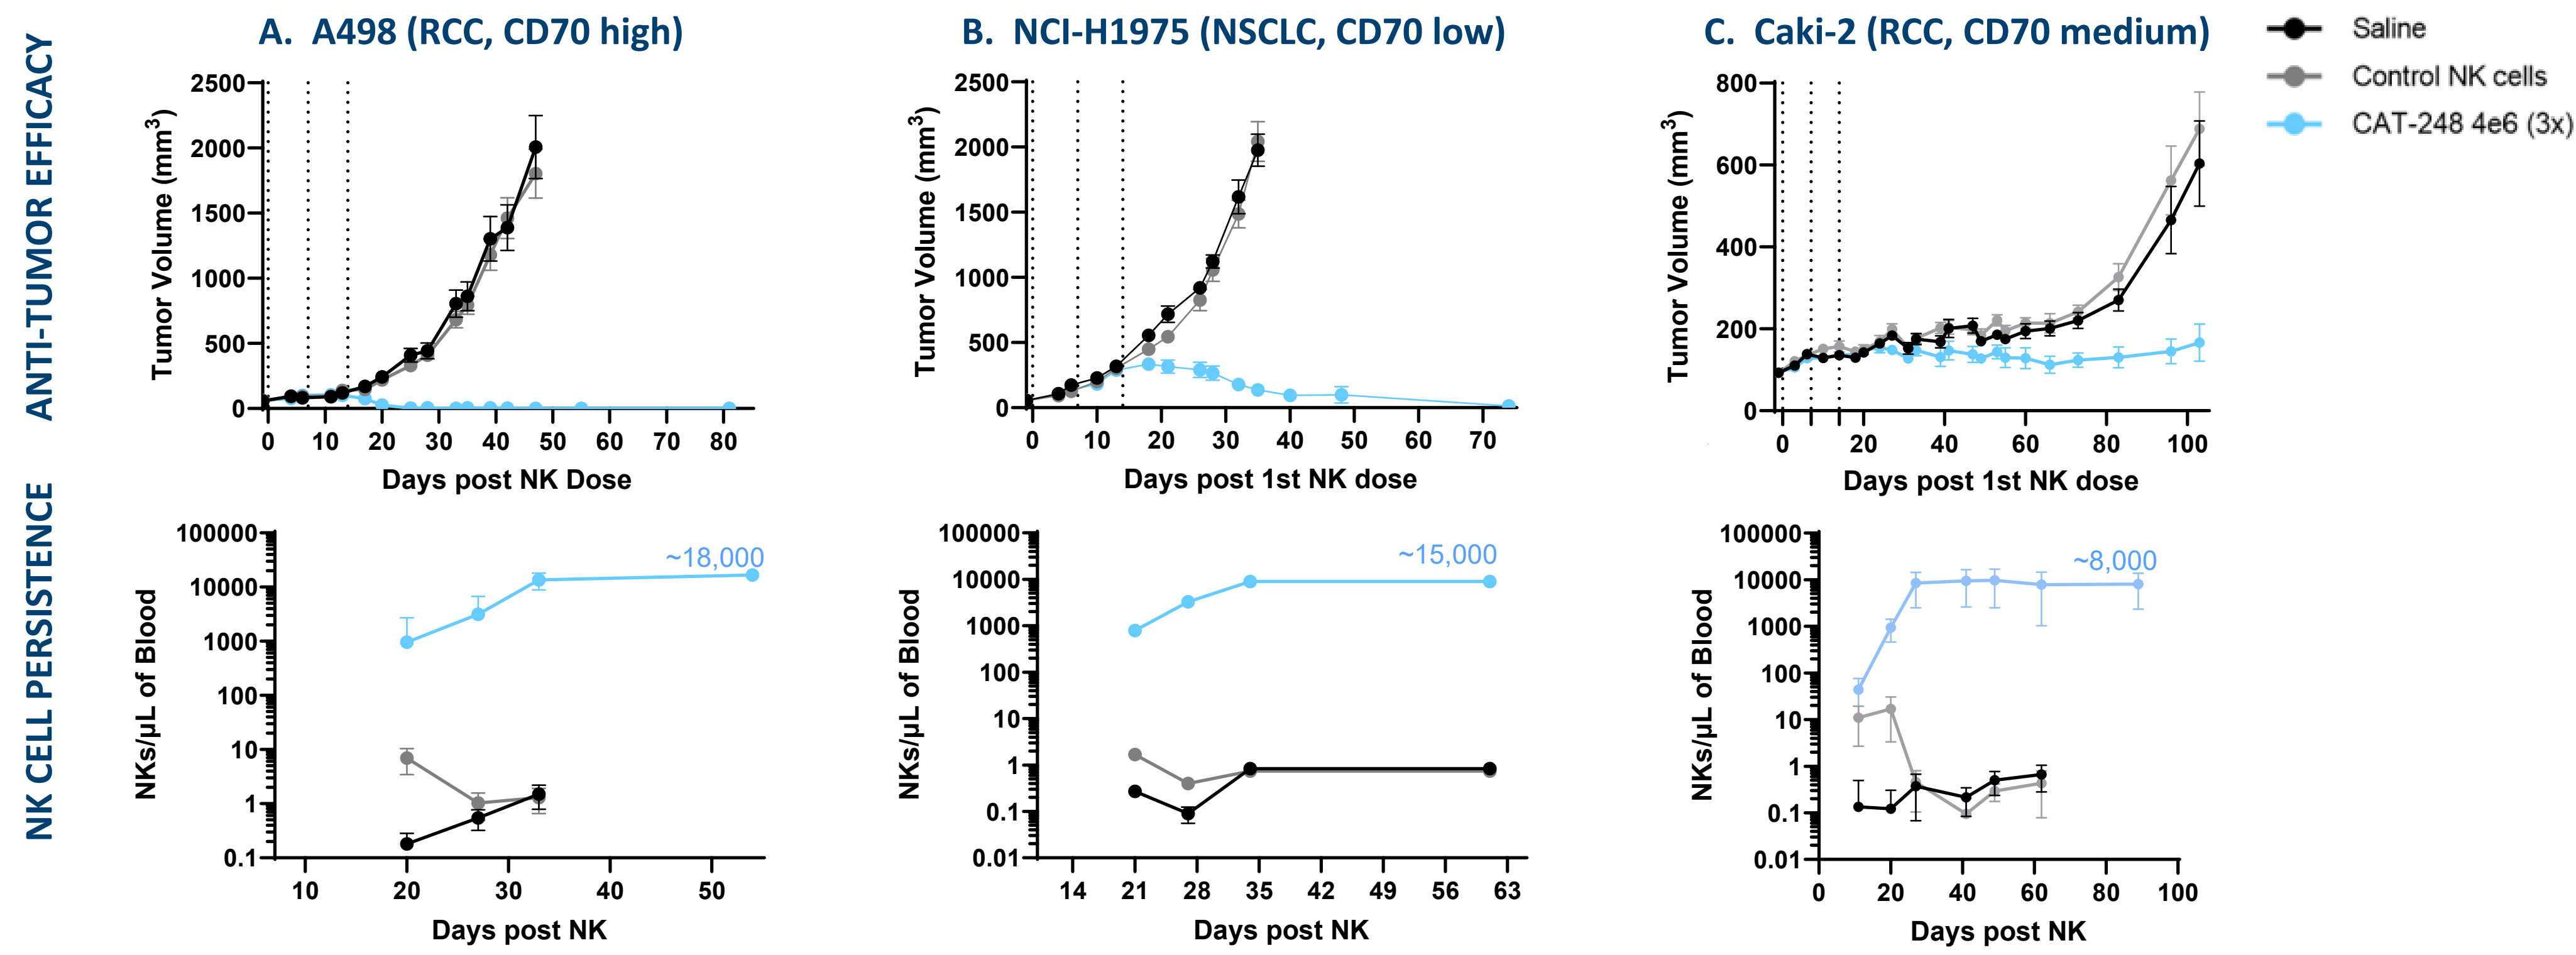 A. A498 (RCC, CD70 high)
B. NCI-H1975 (NSCLC, CD70 low)
C. Caki-2 (RCC, CD70 medium)
Saline
Control NK cells
CAT-248 4e6 (3x)
ANTI-TUMOR EFFICACY
Tumor Volume (mm³)
2500
2000
1500
1000
500
0
0 10 20 30 40 50 60 70 80
Days post NK Dose
Tumor Volume (mm³)
2500
2000
1500
1000
500
0
0 10 20 30 40 50 60 70
Days post 1st NK dose
Tumor Volume (mm³)
800
600
400
200
0
0 20 40 60 80 100
Days post 1st NK dose
NK CELL PERSISTENCE
NKs/μL of Blood
100000
10000
1000
100
10
1
0.1
~18,000
10 20 30 40 50
Days post NK
NKs/μL of Blood
100000
10000
1000
100
10
1
0.1
0.01
~15,000
14 21 28 35 42 49 56 63
Days post NK
NKs/μL of Blood
100000
10000
1000
100
10
1
0.1
0.01
~8,000
0 20 40 60 80 100
Days post NK